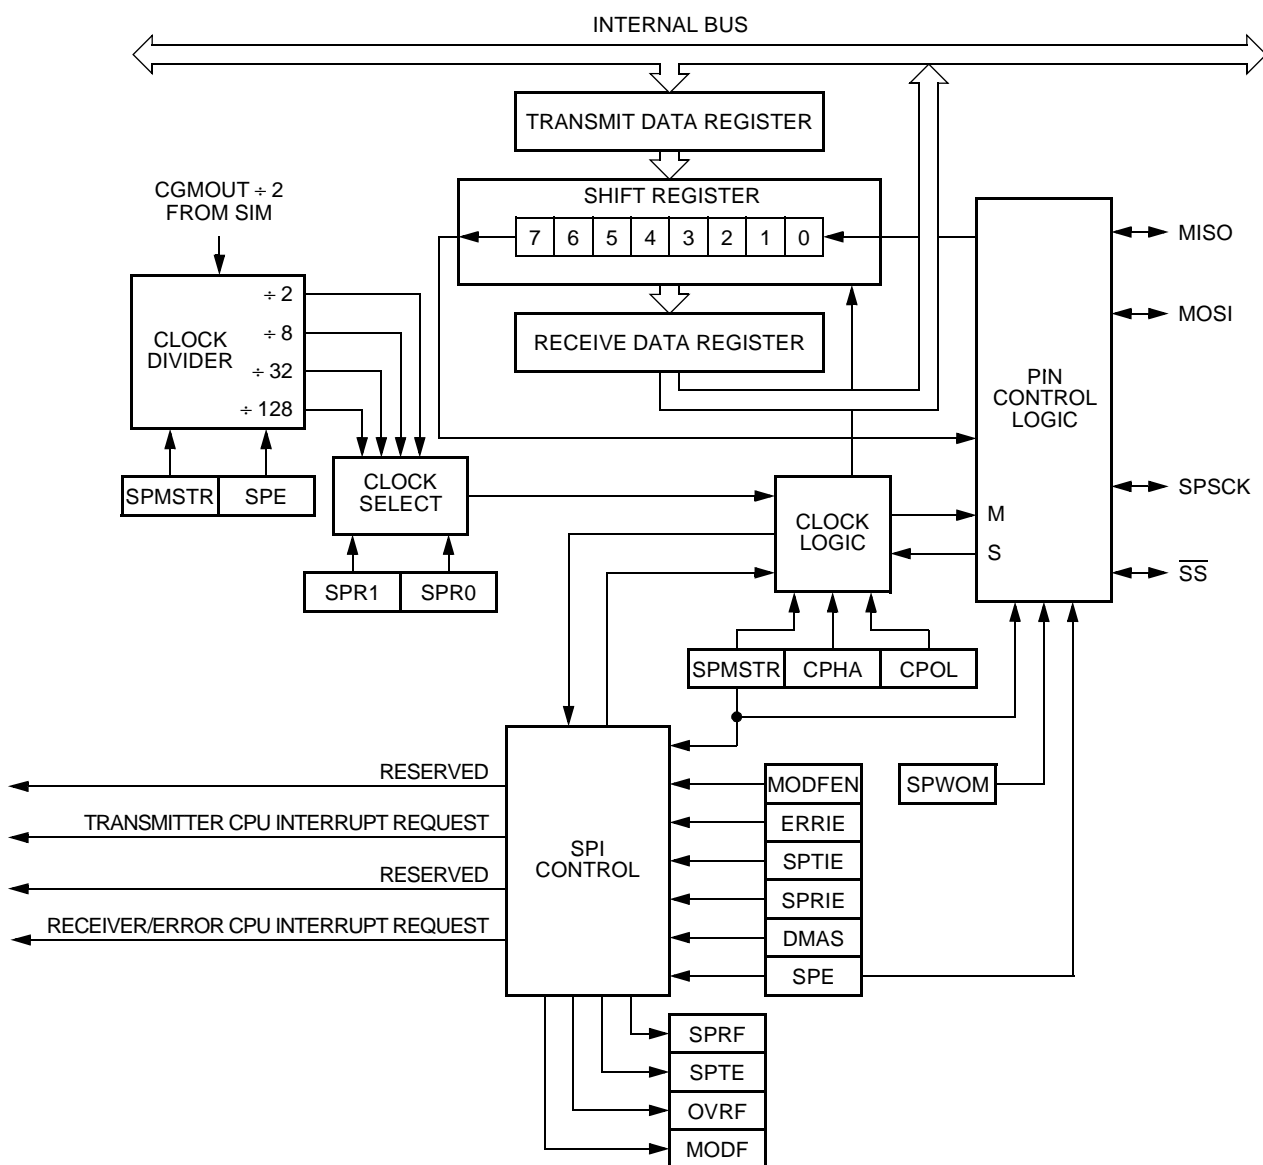 INTERNAL BUS
TRANSMIT DATA REGISTER
SHIFT REGISTER
7 6 5 4 3 2 1 0
RECEIVE DATA REGISTER
CGMOUT ÷ 2
FROM SIM
CLOCK
DIVIDER
÷ 2
÷ 8
÷ 32
÷ 128
SPMSTR SPE
CLOCK
SELECT
SPR1 SPR0
CLOCK
LOGIC
PIN
CONTROL
LOGIC
M
S
MISO
MOSI
SPSCK
S̅S̅
SPMSTR CPHA CPOL
SPI
CONTROL
RESERVED
TRANSMITTER CPU INTERRUPT REQUEST
RESERVED
RECEIVER/ERROR CPU INTERRUPT REQUEST
MODFEN
ERRIE
SPTIE
SPRIE
DMAS
SPE
SPWOM
SPRF
SPTE
OVRF
MODF